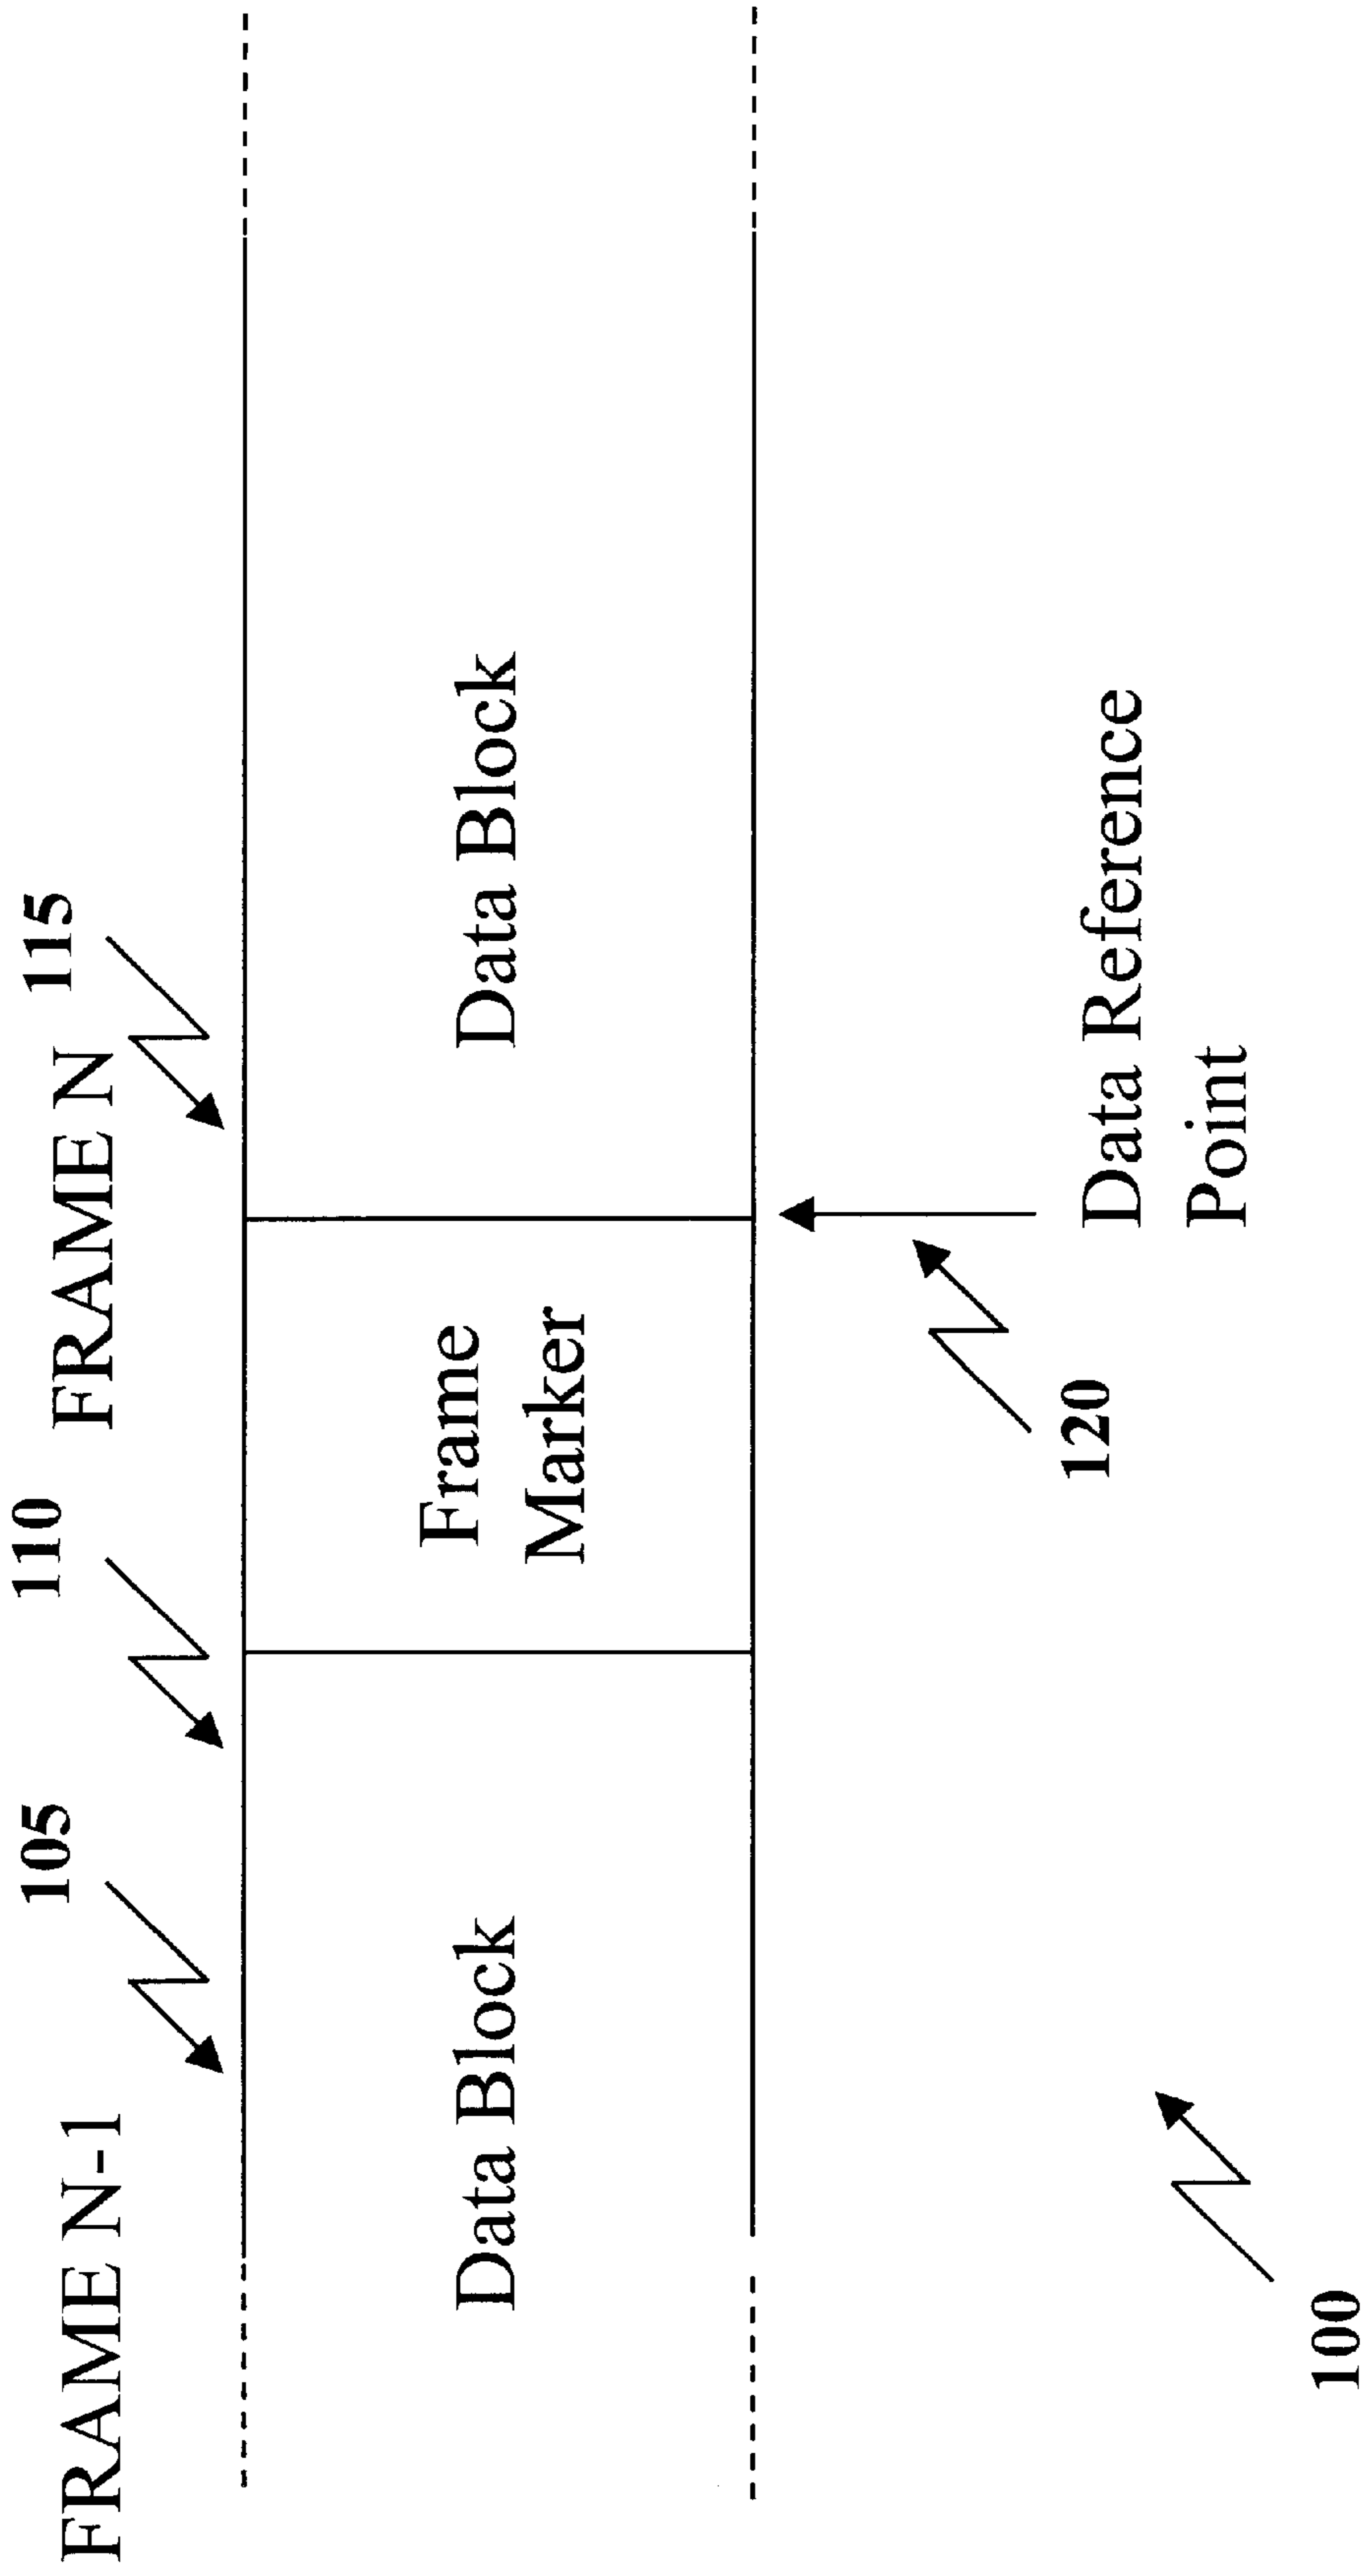 FRAME N-1
105
110
FRAME N
115
Data Block
Frame
Marker
Data Block
120
Data Reference
Point
100